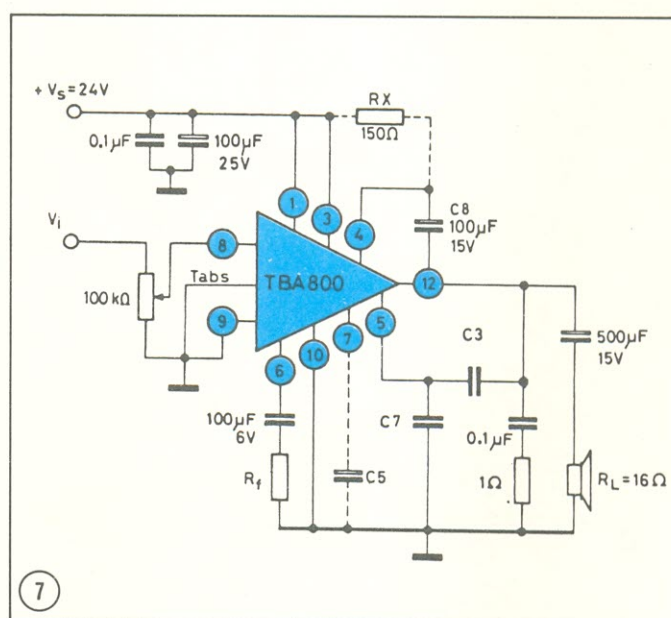 + Vs = 24V
RX
150Ω
0.1µF
100µF
25V
C8
100µF
15V
1
3
4
Vi
8
Tabs
TBA800
12
100kΩ
9
7
5
C3
500µF
15V
6
10
100µF
6V
C7
0.1µF
Rf
C5
1Ω
RL = 16Ω
7